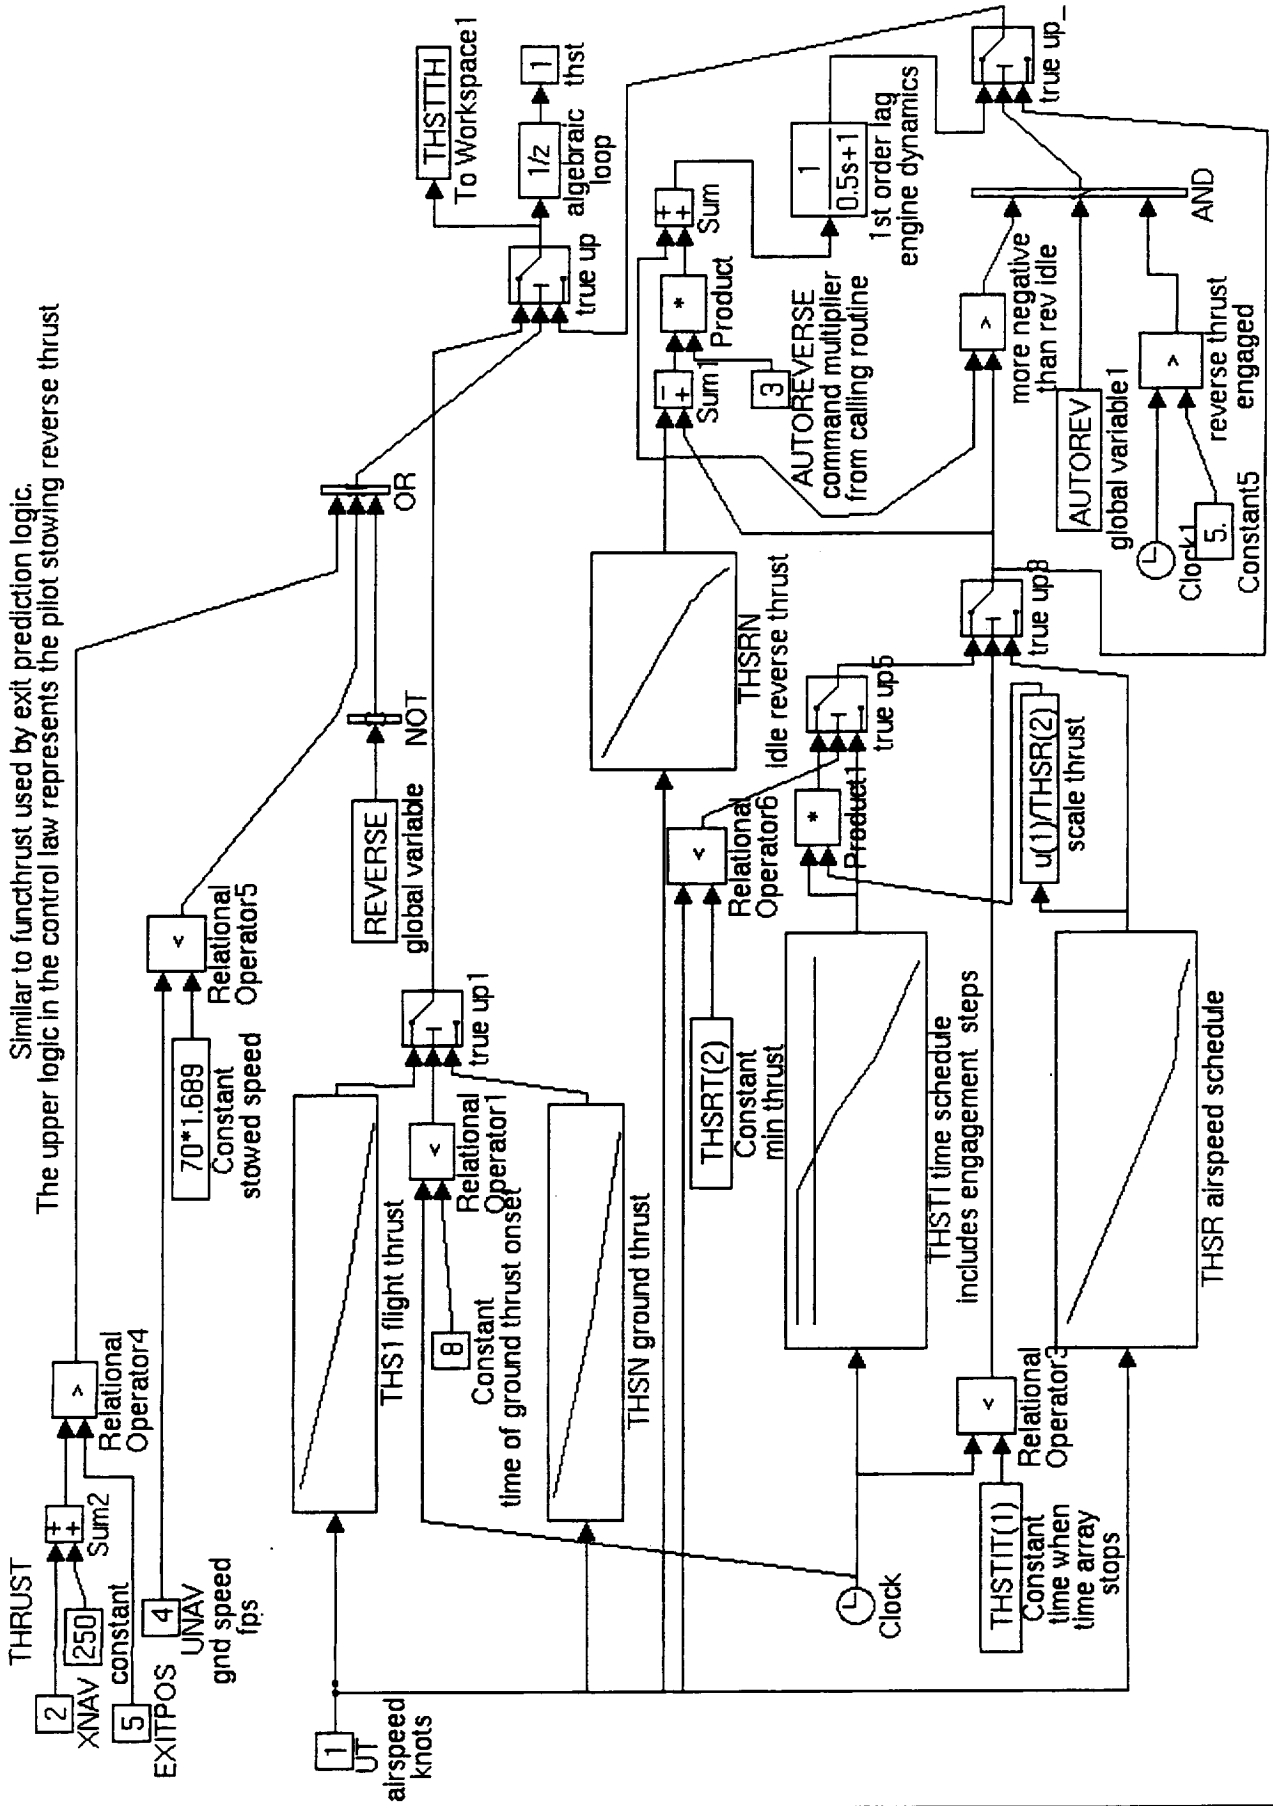 Similar to functhrust used by exit prediction logic.
The upper logic in the control law represents the pilot stowing reverse thrust
THRUST
2
XNAV
250
constant
+
+
Sum2
5
EXITPOS
>
Relational
Operator4
4
UNAV
gnd speed
fps
70*1.689
Constant
stowed speed
<
Relational
Operator5
REVERSE
global variable
NOT
OR
THSTTH
To Workspace1
1/z
algebraic
loop
1
thst
true up
1
UT
airspeed
knots
THS1 flight thrust
8
Constant
time of ground thrust onset
<
Relational
Operator1
true up1
THSN ground thrust
THSRN
Idle reverse thrust
THSRT(2)
Constant
min thrust
<
Relational
Operator6
*
Product1
true up5
Clock
THSTI time schedule
includes engagement steps
THSTIT(1)
Constant
time when
time array
stops
<
Relational
Operator3
THSR airspeed schedule
u(1)/THSR(2)
scale thrust
true up8
-
+
Sum1
3
AUTOREVERSE
command multiplier
from calling routine
*
Product
+
+
Sum
1
0.5s+1
1st order lag
engine dynamics
>
more negative
than rev idle
AUTOREV
global variable1
Clock1
5.
Constant5
>
reverse thrust
engaged
AND
true up_